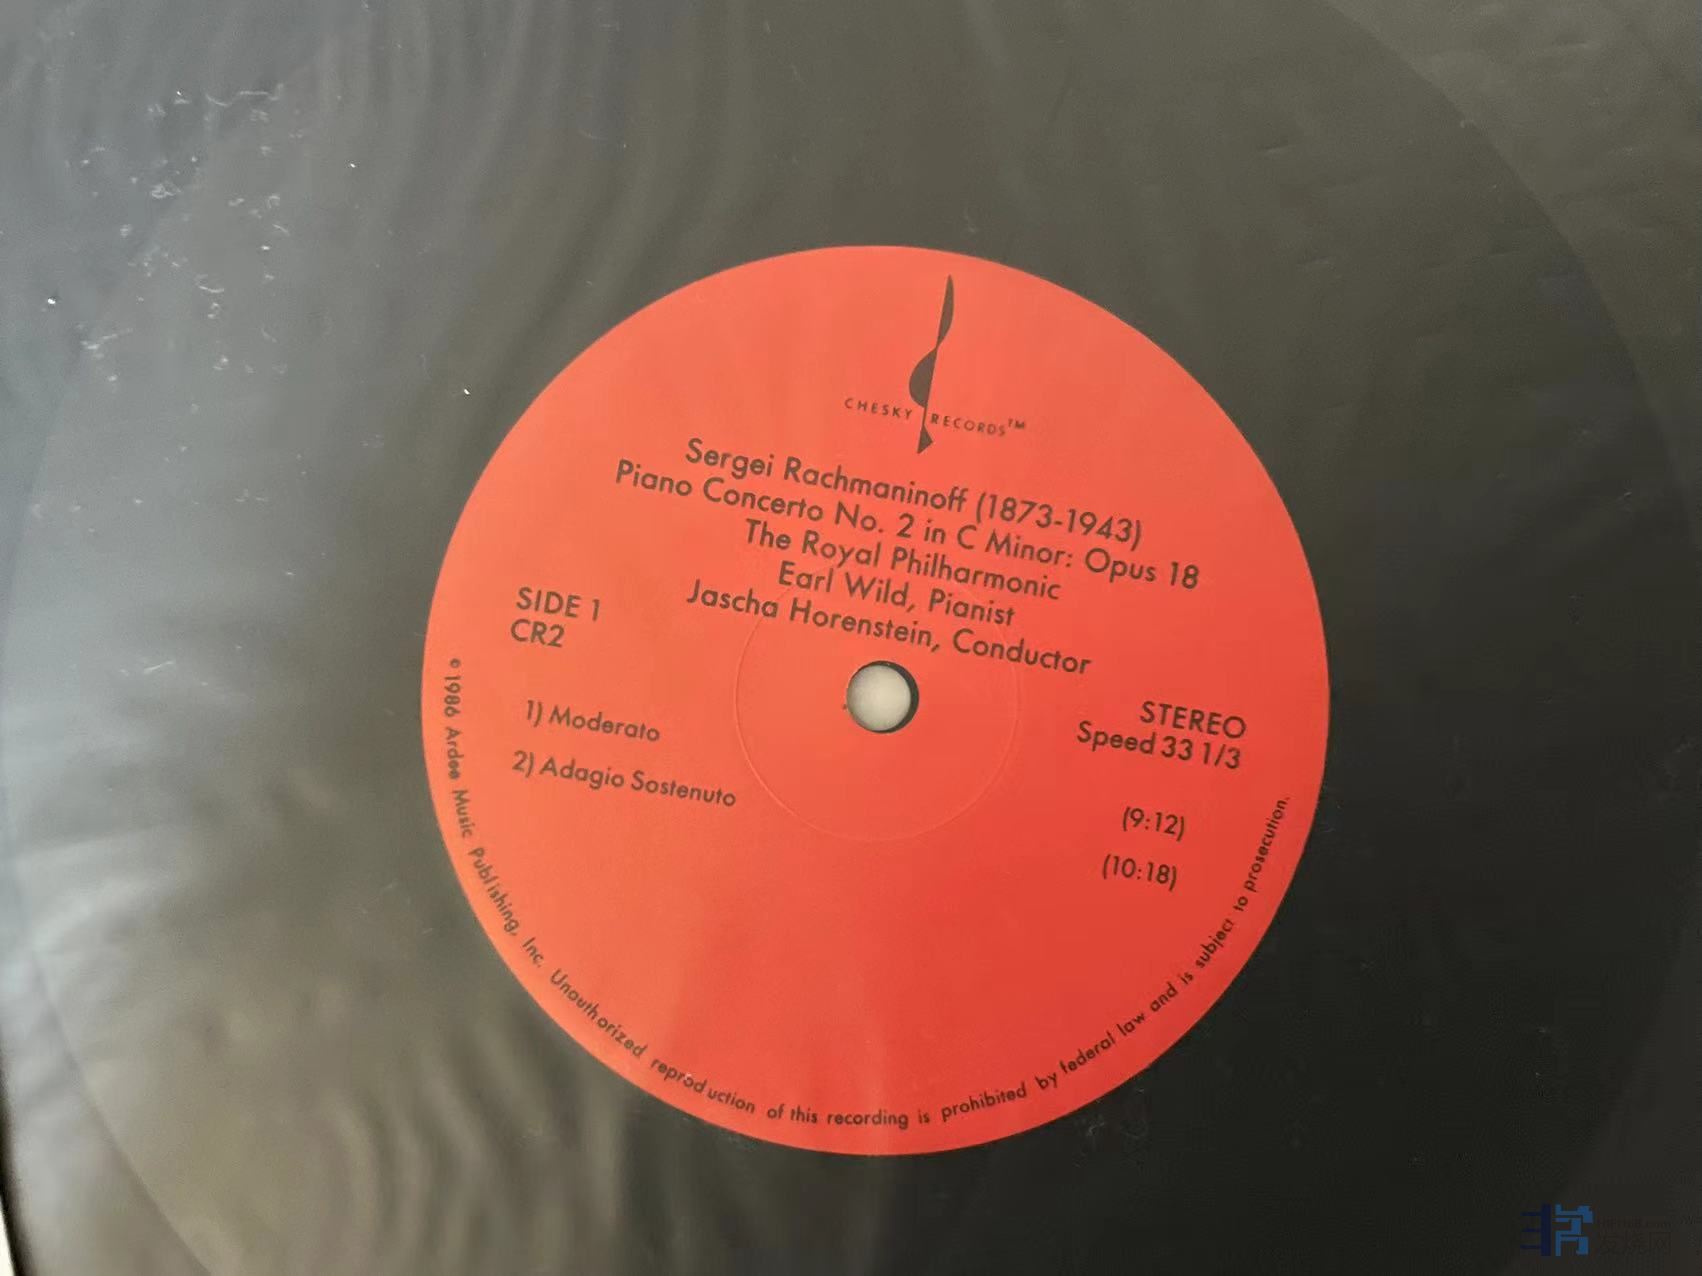 CHESKY RECORDS™
Sergei Rachmaninoff (1873-1943)
Piano Concerto No. 2 in C Minor: Opus 18
The Royal Philharmonic
Earl Wild, Pianist
Jascha Horenstein, Conductor
SIDE 1
CR2
STEREO
Speed 33 1/3
1) Moderato (9:12)
2) Adagio Sostenuto (10:18)
© 1986 Ardee Music Publishing, Inc. Unauthorized reproduction of this recording is prohibited by federal law and is subject to prosecution.
发烧网